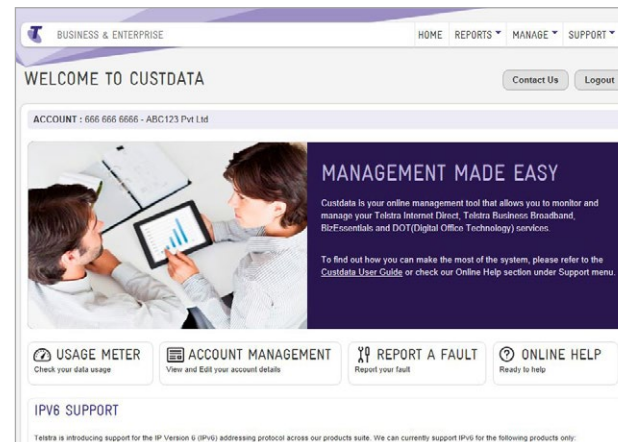 BUSINESS & ENTERPRISE HOME REPORTS MANAGE SUPPORT
WELCOME TO CUSTDATA Contact Us Logout
ACCOUNT : 666 666 6666 - ABC123 Pvt Ltd
MANAGEMENT MADE EASY
Custdata is your online management tool that allows you to monitor and
manage your Telstra Internet Direct, Telstra Business Broadband,
BizEssentials and DOT(Digital Office Technology) services.
To find out how you can make the most of the system, please refer to the
Custdata User Guide or check our Online Help section under Support menu.
USAGE METER
Check your data usage
ACCOUNT MANAGEMENT
View and Edit your account details
REPORT A FAULT
Report your fault
ONLINE HELP
Ready to help
IPV6 SUPPORT
Telstra is introducing support for the IP Version 6 (IPv6) addressing protocol across our products suite. We can currently support IPv6 for the following products only: